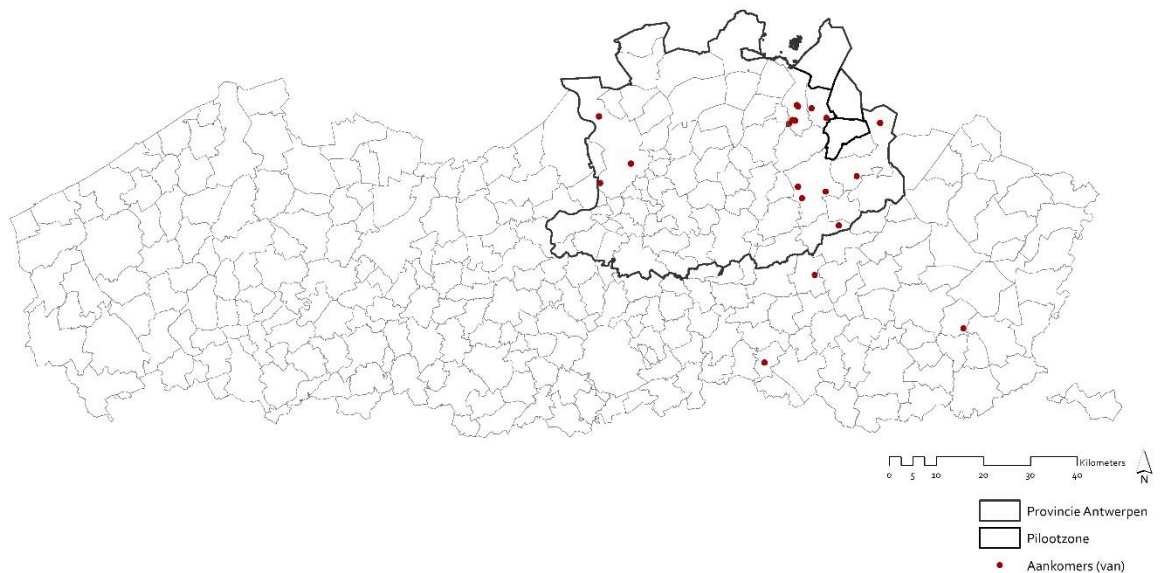 Kilometers
0 5 10 20 30 40
N
Provincie Antwerpen
Pilootzone
Aankomers (van)